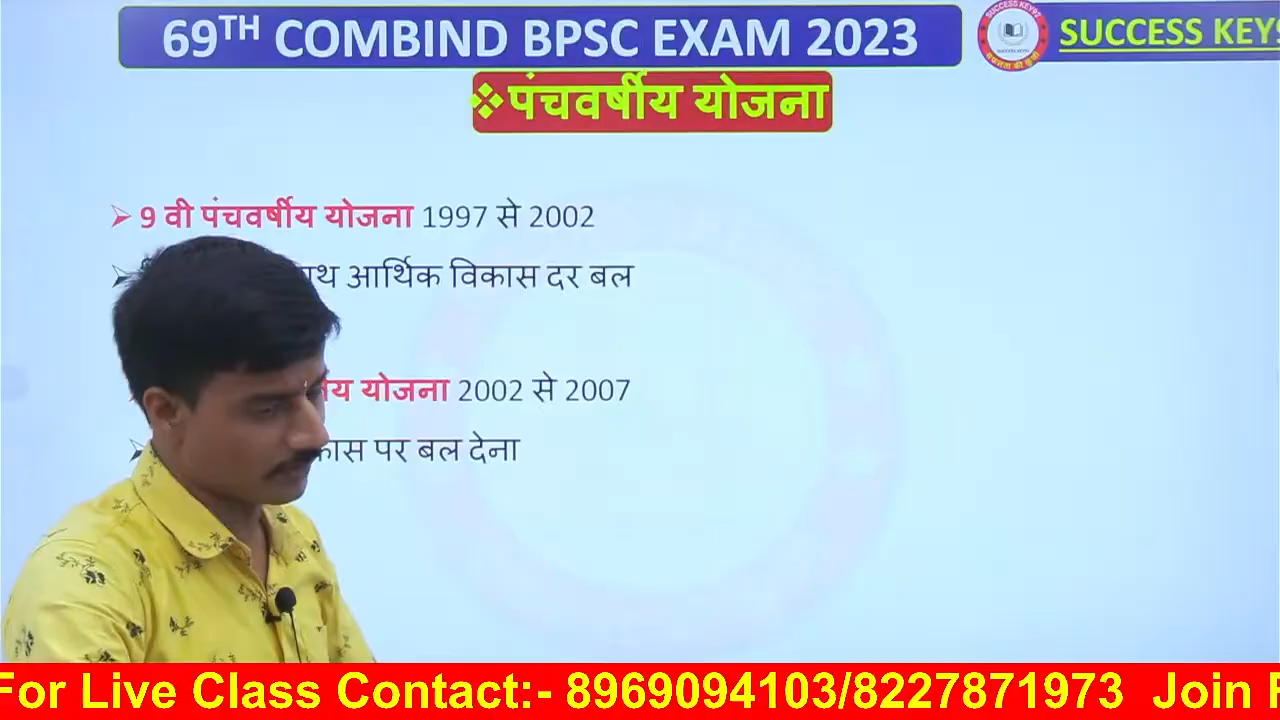 69TH COMBIND BPSC EXAM 2023
SUCCESS KEY
❖पंचवर्षीय योजना
➢ 9 वी पंचवर्षीय योजना 1997 से 2002
आर्थिक विकास दर बल
योजना 2002 से 2007
पर बल देना
For Live Class Contact:- 8969094103/8227871973 Join